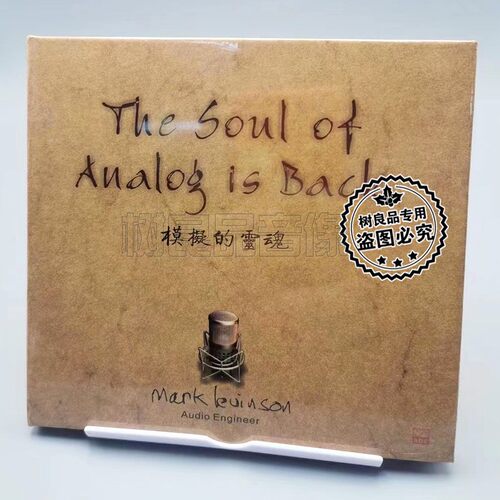 The Soul of
Analog is Back
模擬的靈魂
树良品专用
盗图必究
Mark Levinson
Audio Engineer